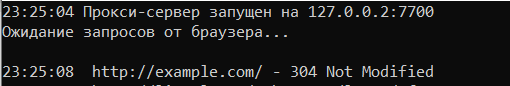 23:25:04 Прокси-сервер запущен на 127.0.0.2:7700
Ожидание запросов от браузера...
23:25:08  http://example.com/ - 304 Not Modified